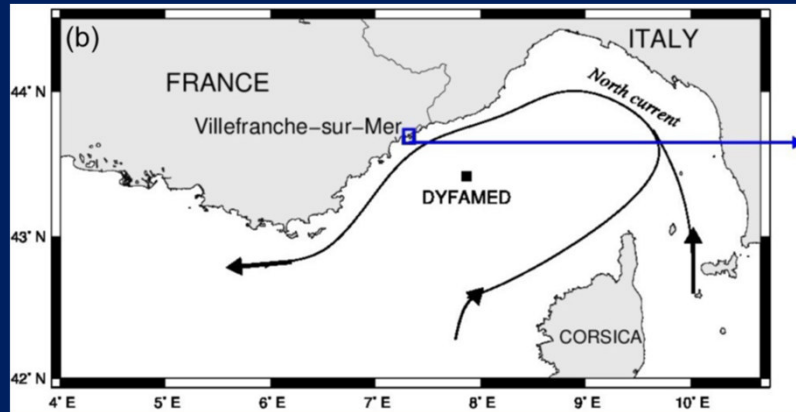 (b)
ITALY
FRANCE
North current
44° N
Villefranche-sur-Mer
DYFAMED
43° N
CORSICA
42° N
4° E 5° E 6° E 7° E 8° E 9° E 10° E